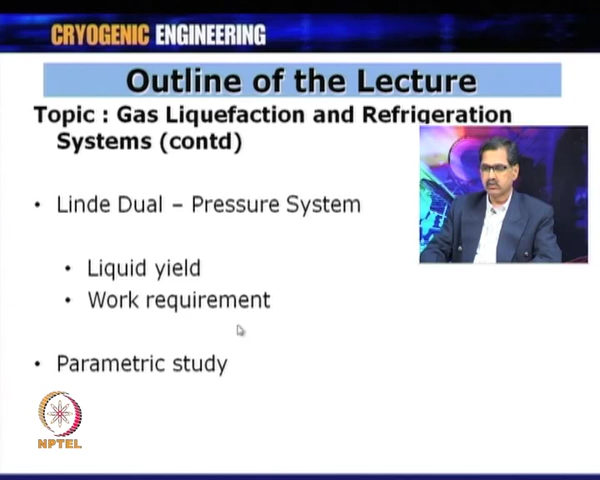 CRYOGENIC ENGINEERING
Outline of the Lecture
Topic : Gas Liquefaction and Refrigeration
Systems (contd)
• Linde Dual – Pressure System
• Liquid yield
• Work requirement
• Parametric study
NPTEL